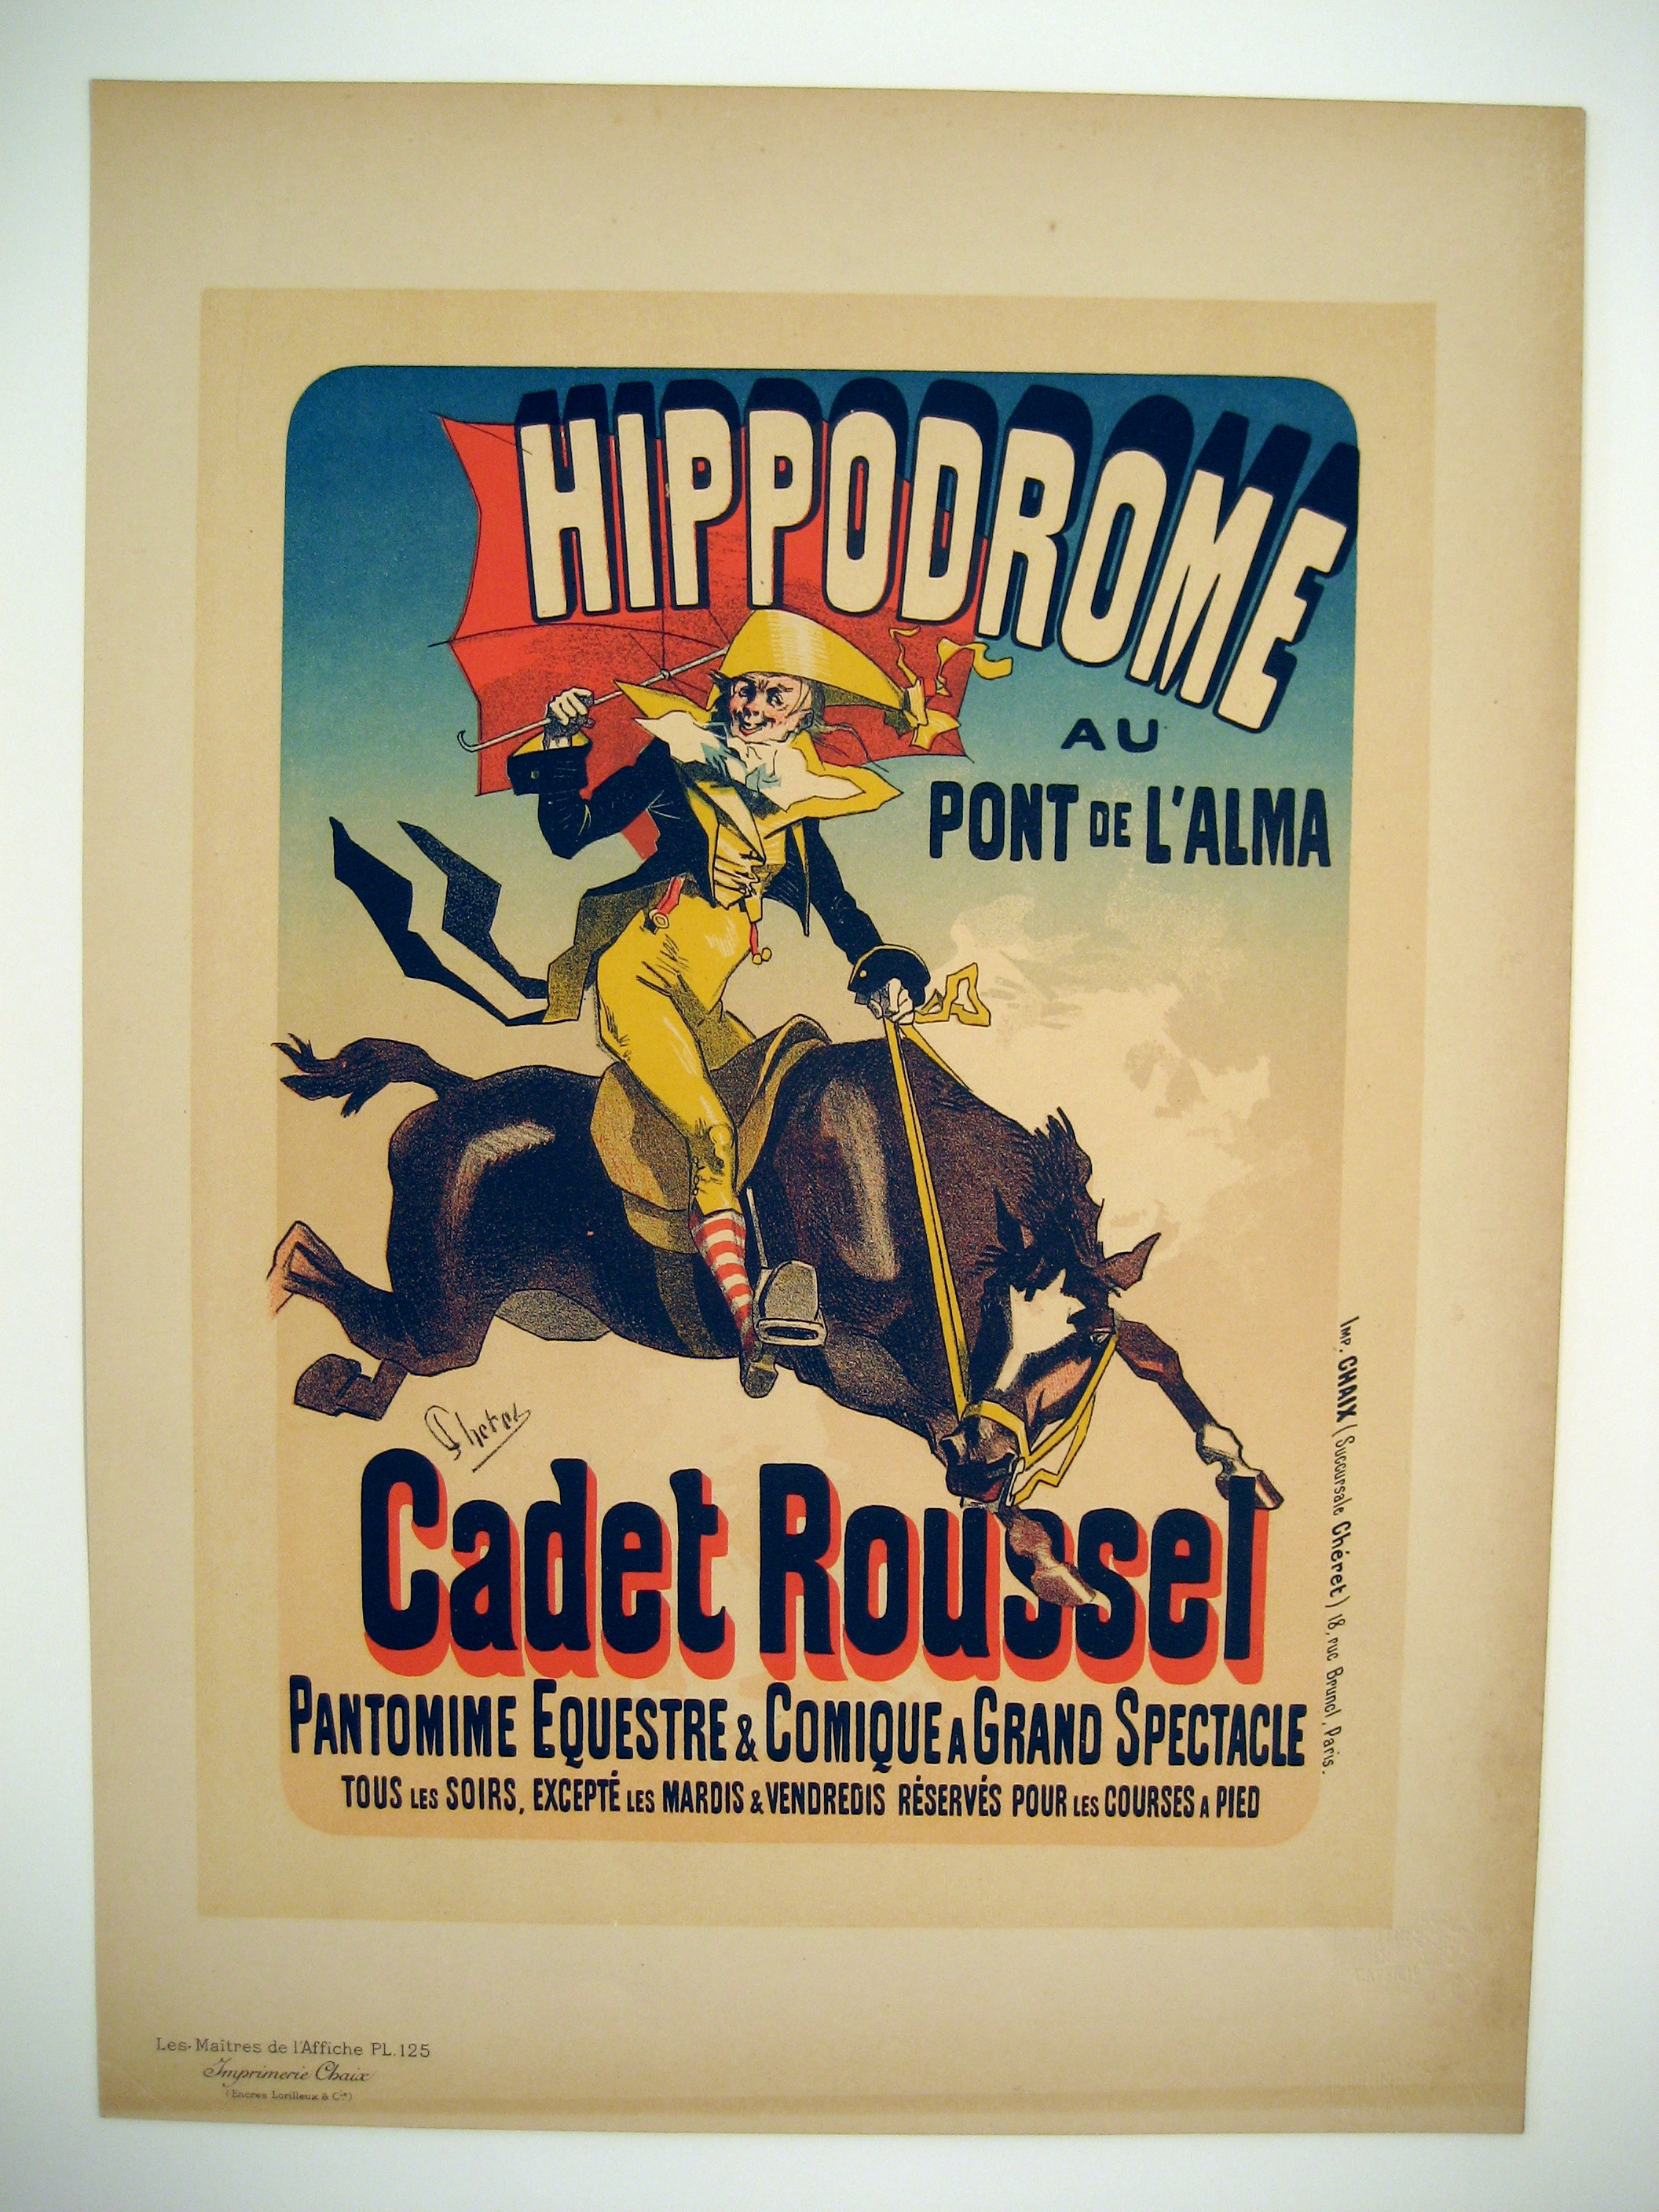 HIPPODROME
AU
PONT DE L'ALMA
Cheret
Cadet Roussel
PANTOMIME EQUESTRE & COMIQUE A GRAND SPECTACLE
TOUS LES SOIRS, EXCEPTÉ LES MARDIS & VENDREDIS RÉSERVÉS POUR LES COURSES A PIED
IMP. CHAIX (Succursale Chéret) 18, rue Brunel, Paris.
Les Maîtres de l'Affiche PL. 125
Imprimerie Chaix
(Encres Lorilleux & Cie)